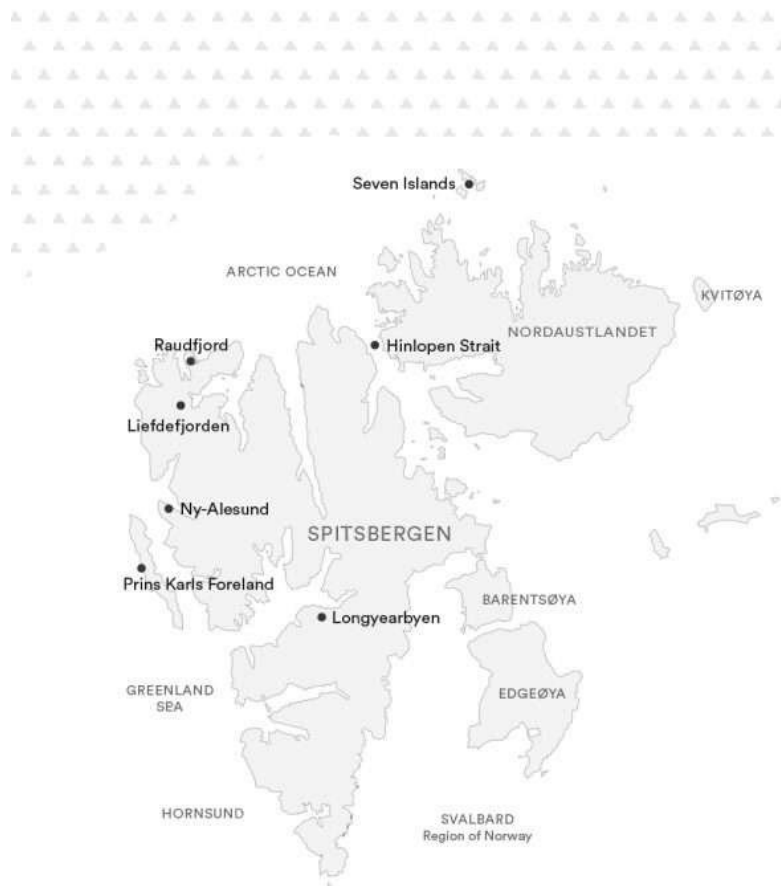 Seven Islands
ARCTIC OCEAN
KVITØYA
NORDAUSTLANDET
Raudfjord
Hinlopen Strait
Liefdefjorden
Ny-Alesund
SPITSBERGEN
Prins Karls Foreland
BARENTSØYA
Longyearbyen
GREENLAND
SEA
EDGEØYA
HORNSUND
SVALBARD
Region of Norway